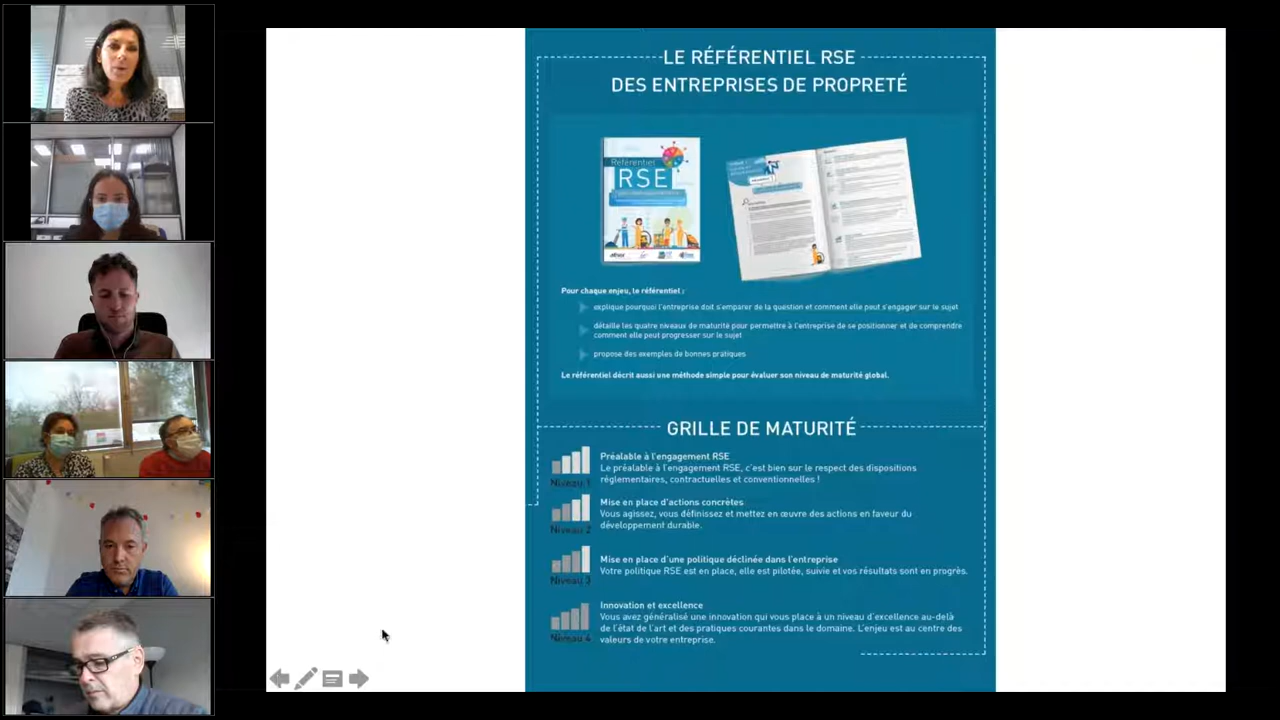 LE RÉFÉRENTIEL RSE
DES ENTREPRISES DE PROPRETÉ
Référentiel
RSE
Pour chaque enjeu, le référentiel :
explique pourquoi l'entreprise doit s'emparer de la question et comment elle peut s'engager sur le sujet
détaille les quatre niveaux de maturité pour permettre à l'entreprise de se positionner et de comprendre
comment elle peut progresser sur le sujet
propose des exemples de bonnes pratiques
Le référentiel décrit aussi une méthode simple pour évaluer son niveau de maturité global.
GRILLE DE MATURITÉ
Préalable à l'engagement RSE
Le préalable à l'engagement RSE, c'est bien sur le respect des dispositions
réglementaires, contractuelles et conventionnelles !
Niveau 1
Mise en place d'actions concrètes
Vous agissez, vous définissez et mettez en œuvre des actions en faveur du
développement durable.
Niveau 2
Mise en place d'une politique déclinée dans l'entreprise
Votre politique RSE est en place, elle est pilotée, suivie et vos résultats sont en progrès.
Niveau 3
Innovation et excellence
Vous avez généralisé une innovation qui vous place à un niveau d'excellence au-delà
de l'état de l'art et des pratiques courantes dans le domaine. L'enjeu est au centre des
valeurs de votre entreprise.
Niveau 4